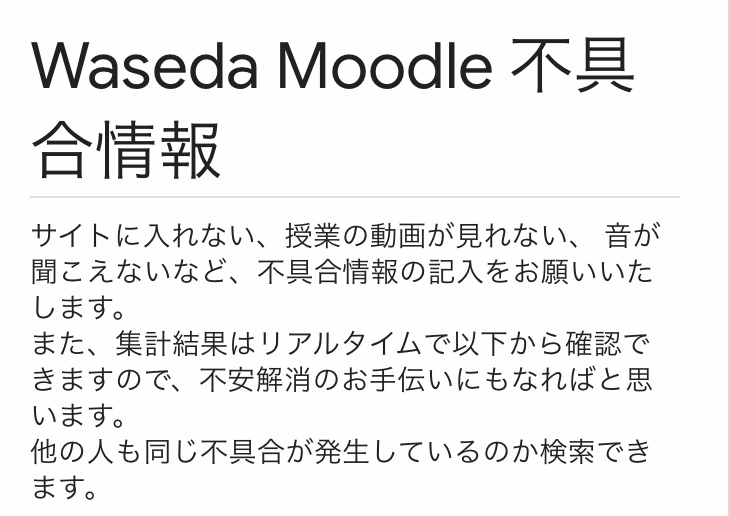 Waseda Moodle 不具
合情報
サイトに入れない、授業の動画が見れない、 音が
聞こえないなど、不具合情報の記入をお願いいた
します。
また、集計結果はリアルタイムで以下から確認で
きますので、不安解消のお手伝いにもなればと思
います。
他の人も同じ不具合が発生しているのか検索でき
ます。